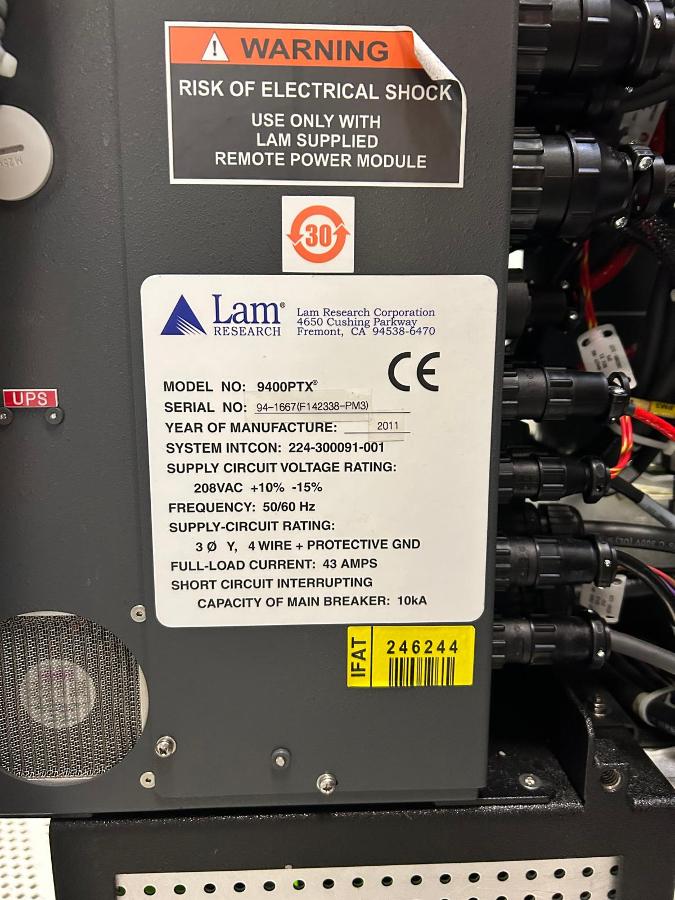 WARNING
RISK OF ELECTRICAL SHOCK
USE ONLY WITH
LAM SUPPLIED
REMOTE POWER MODULE
30
Lam®
RESEARCH
Lam Research Corporation
4650 Cushing Parkway
Fremont, CA 94538-6470
CE
MODEL NO: 9400PTX®
SERIAL NO: 94-1667(F142338-PM3)
YEAR OF MANUFACTURE: 2011
SYSTEM INTCON: 224-300091-001
SUPPLY CIRCUIT VOLTAGE RATING:
208VAC +10% -15%
FREQUENCY: 50/60 Hz
SUPPLY-CIRCUIT RATING:
3 Ø Y, 4 WIRE + PROTECTIVE GND
FULL-LOAD CURRENT: 43 AMPS
SHORT CIRCUIT INTERRUPTING
CAPACITY OF MAIN BREAKER: 10kA
UPS
IFAT
246244